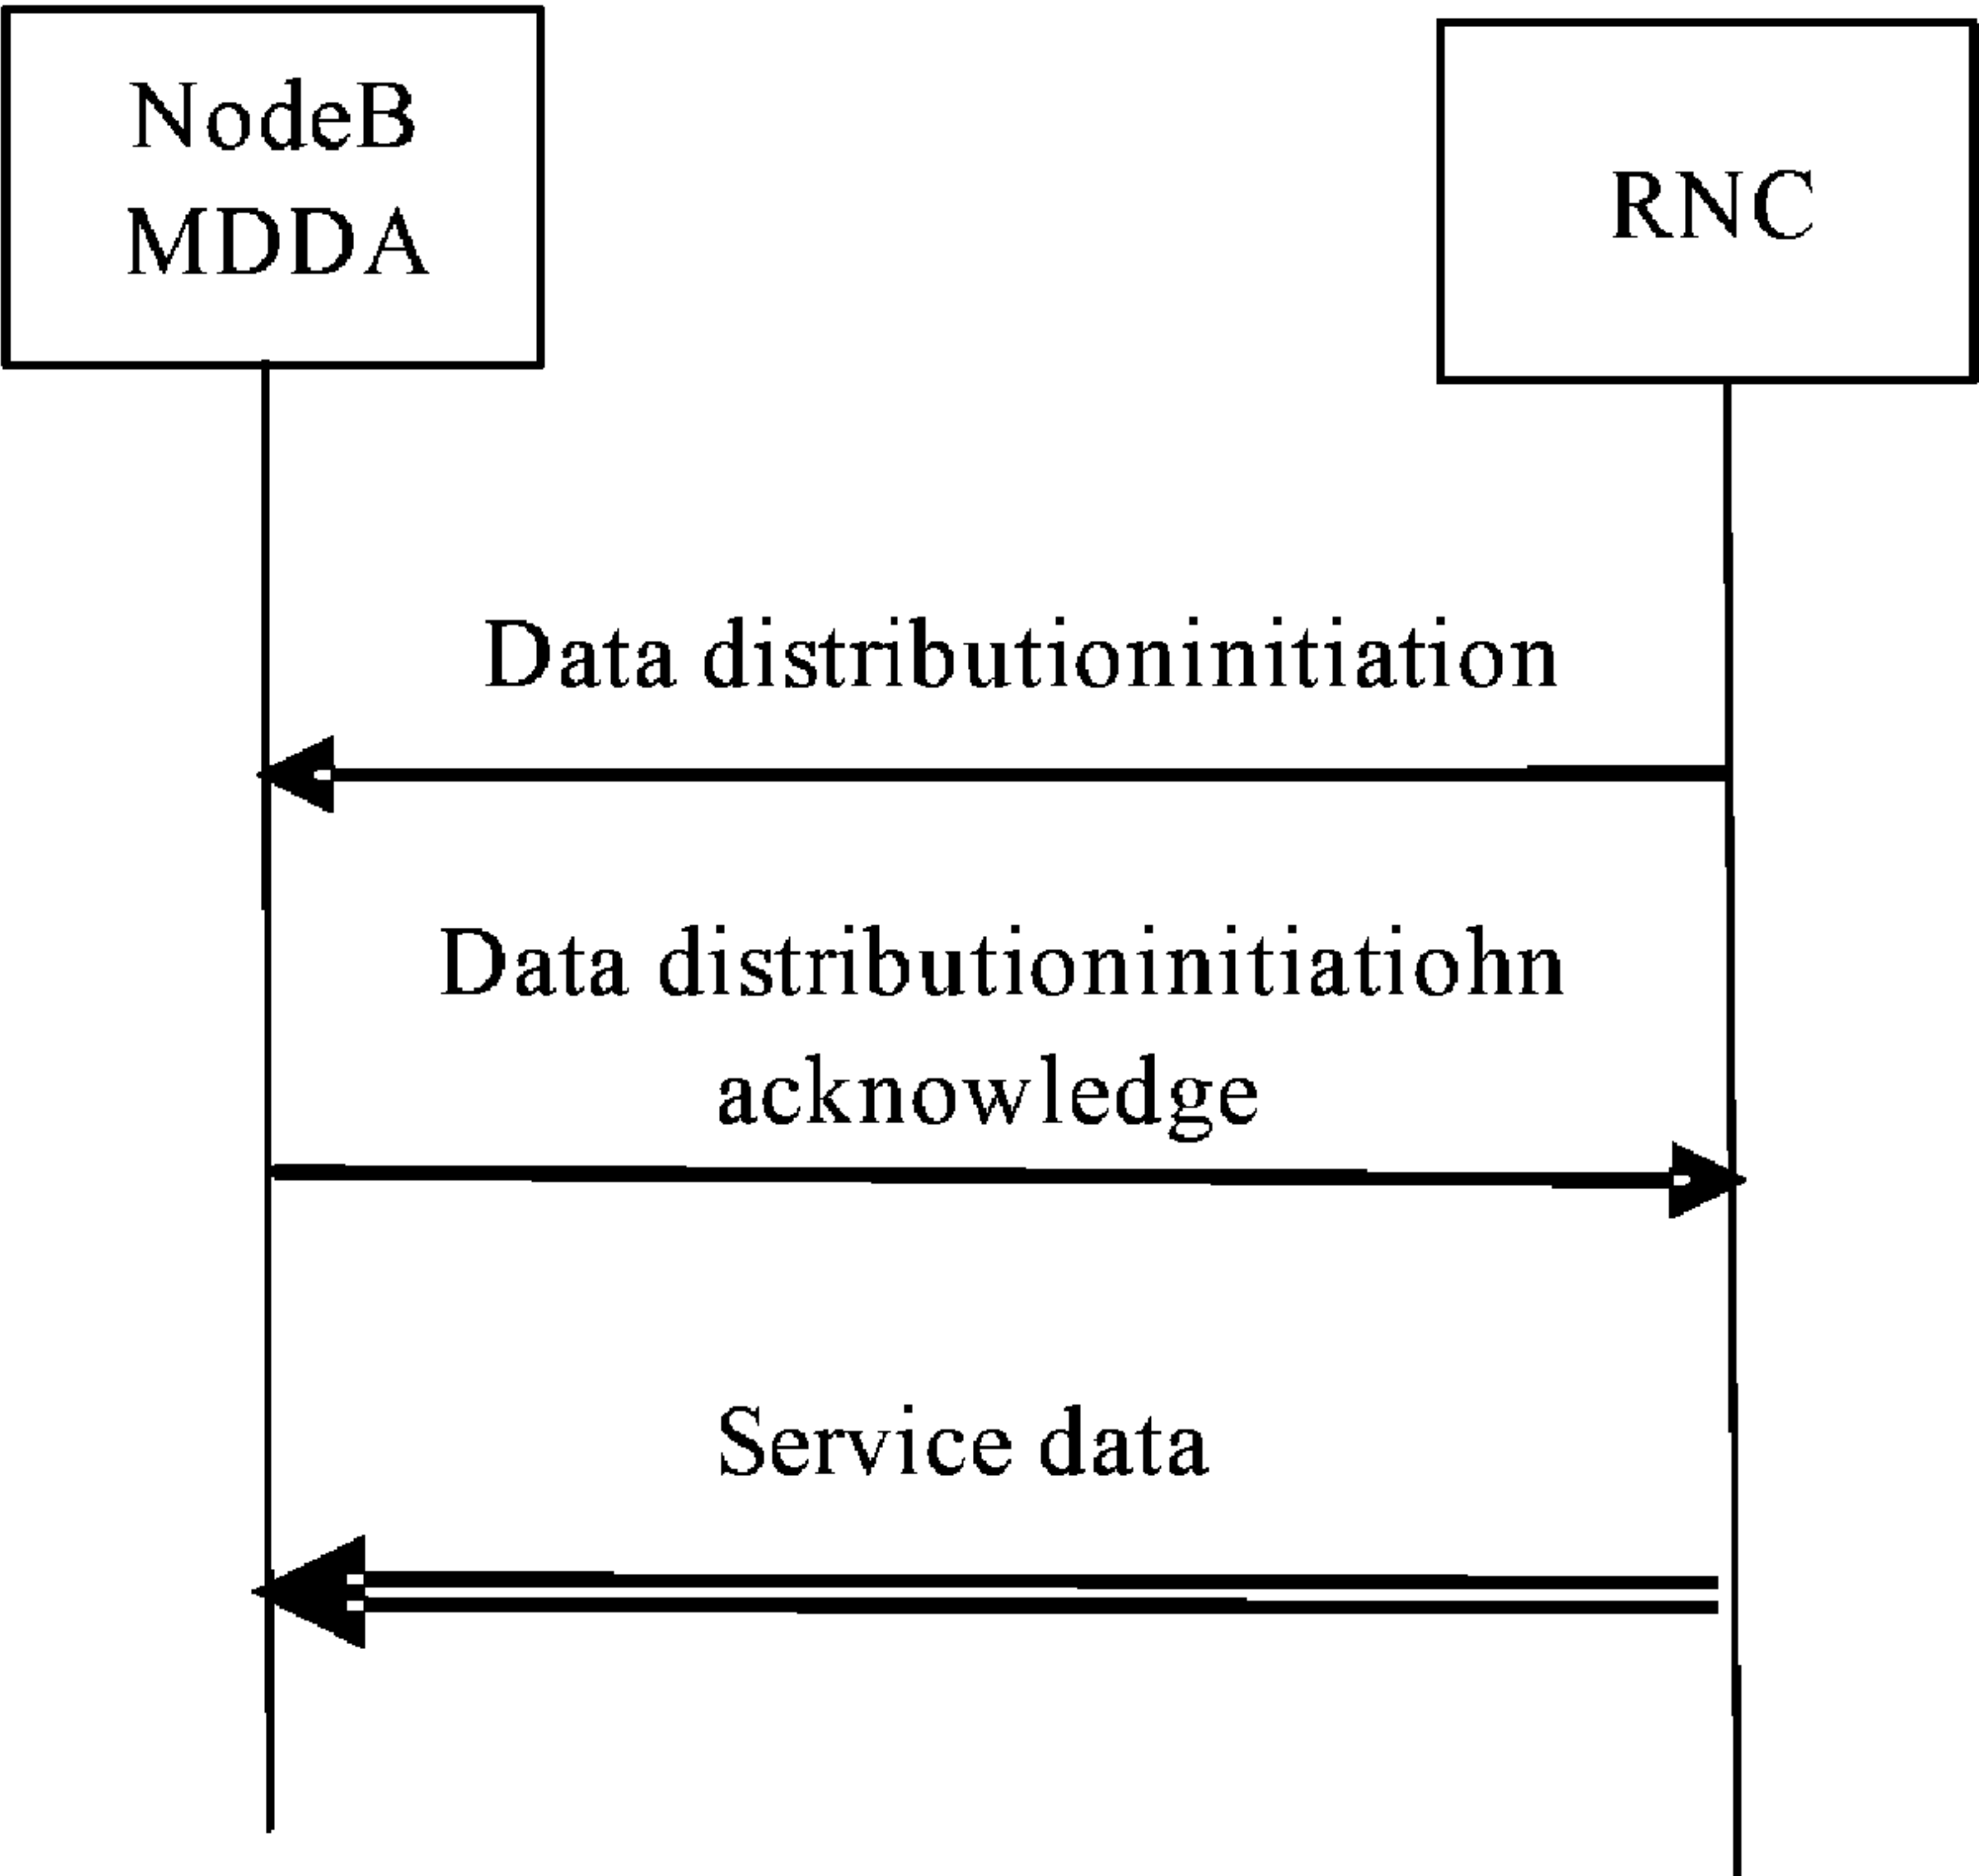 NodeB
MDDA
RNC
Data distributioninitiation
Data distributioninitiatiohn
acknowledge
Service data